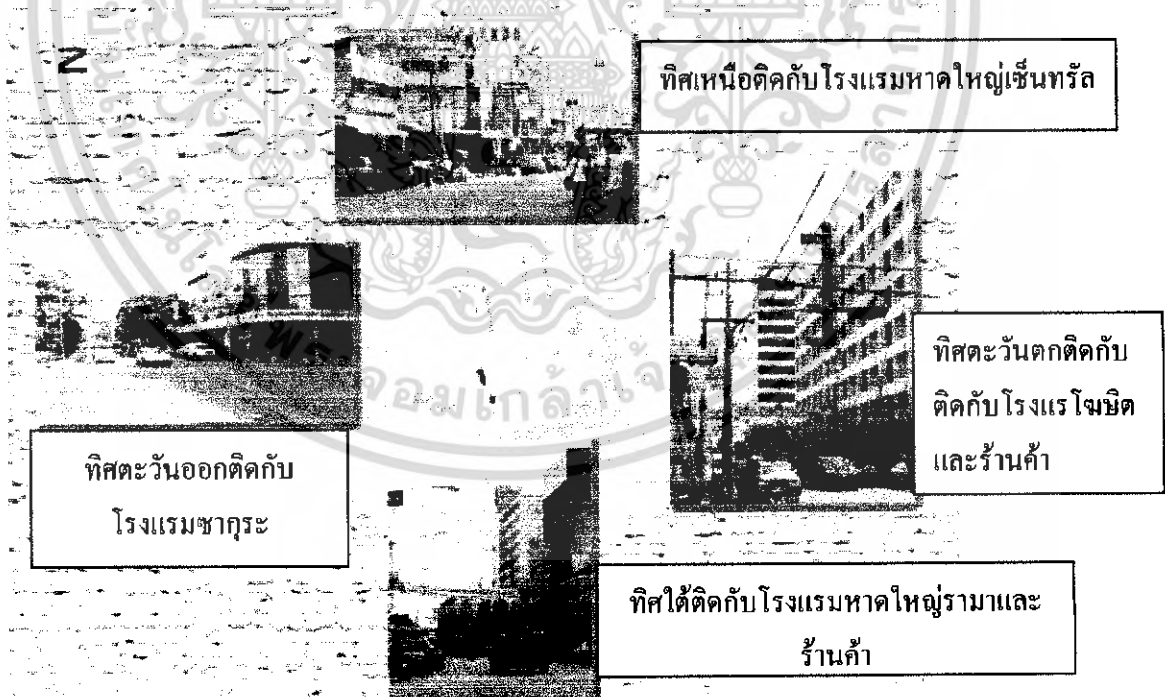 N
ทิศเหนือติดกับโรงแรมหาดใหญ่เซ็นทรัล
ทิศตะวันตกติดกับ
ติดกับโรงแรโฆษิต
และร้านค้า
ทิศตะวันออกติดกับ
โรงแรมซากุระ
ทิศใต้ติดกับโรงแรมหาดใหญ่รามาและ
ร้านค้า